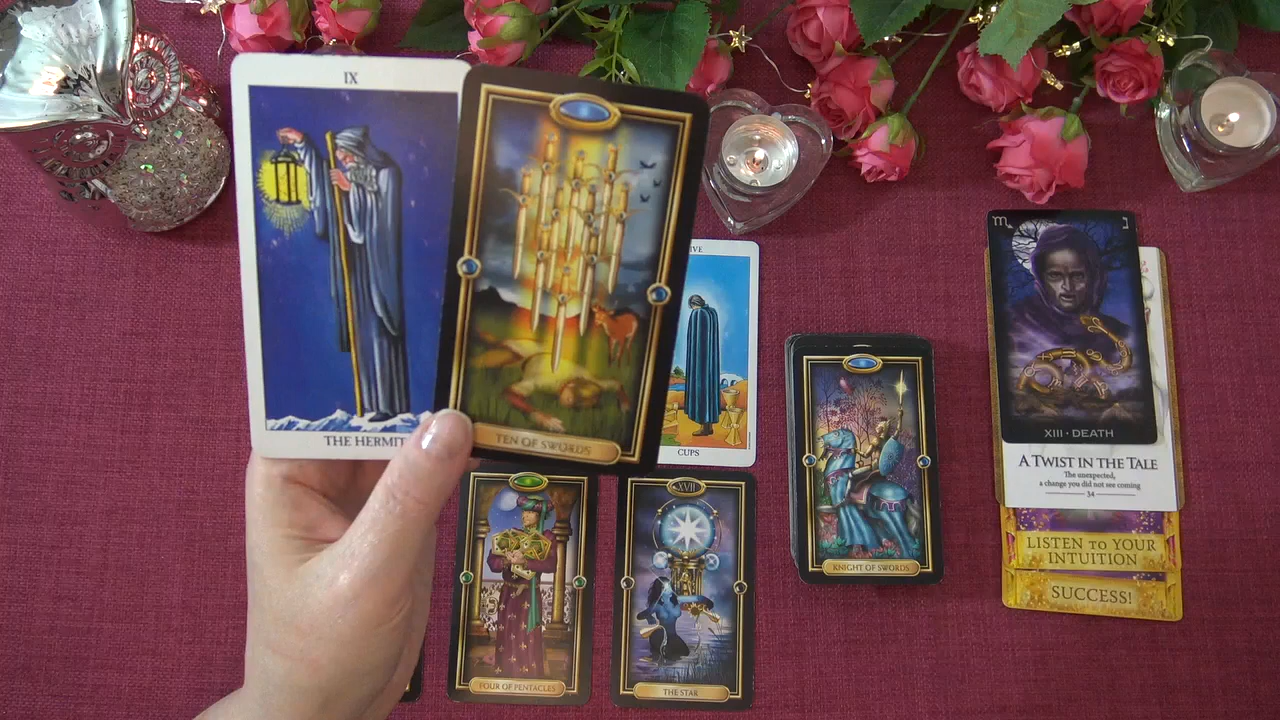 IX
THE HERMIT
TEN OF SWORDS
CUPS
FOUR OF PENTACLES
XVII
THE STAR
KNIGHT OF SWORDS
XIII · DEATH
A TWIST IN THE TALE
The unexpected,
a change you did not see coming
34
LISTEN TO YOUR
INTUITION
SUCCESS!